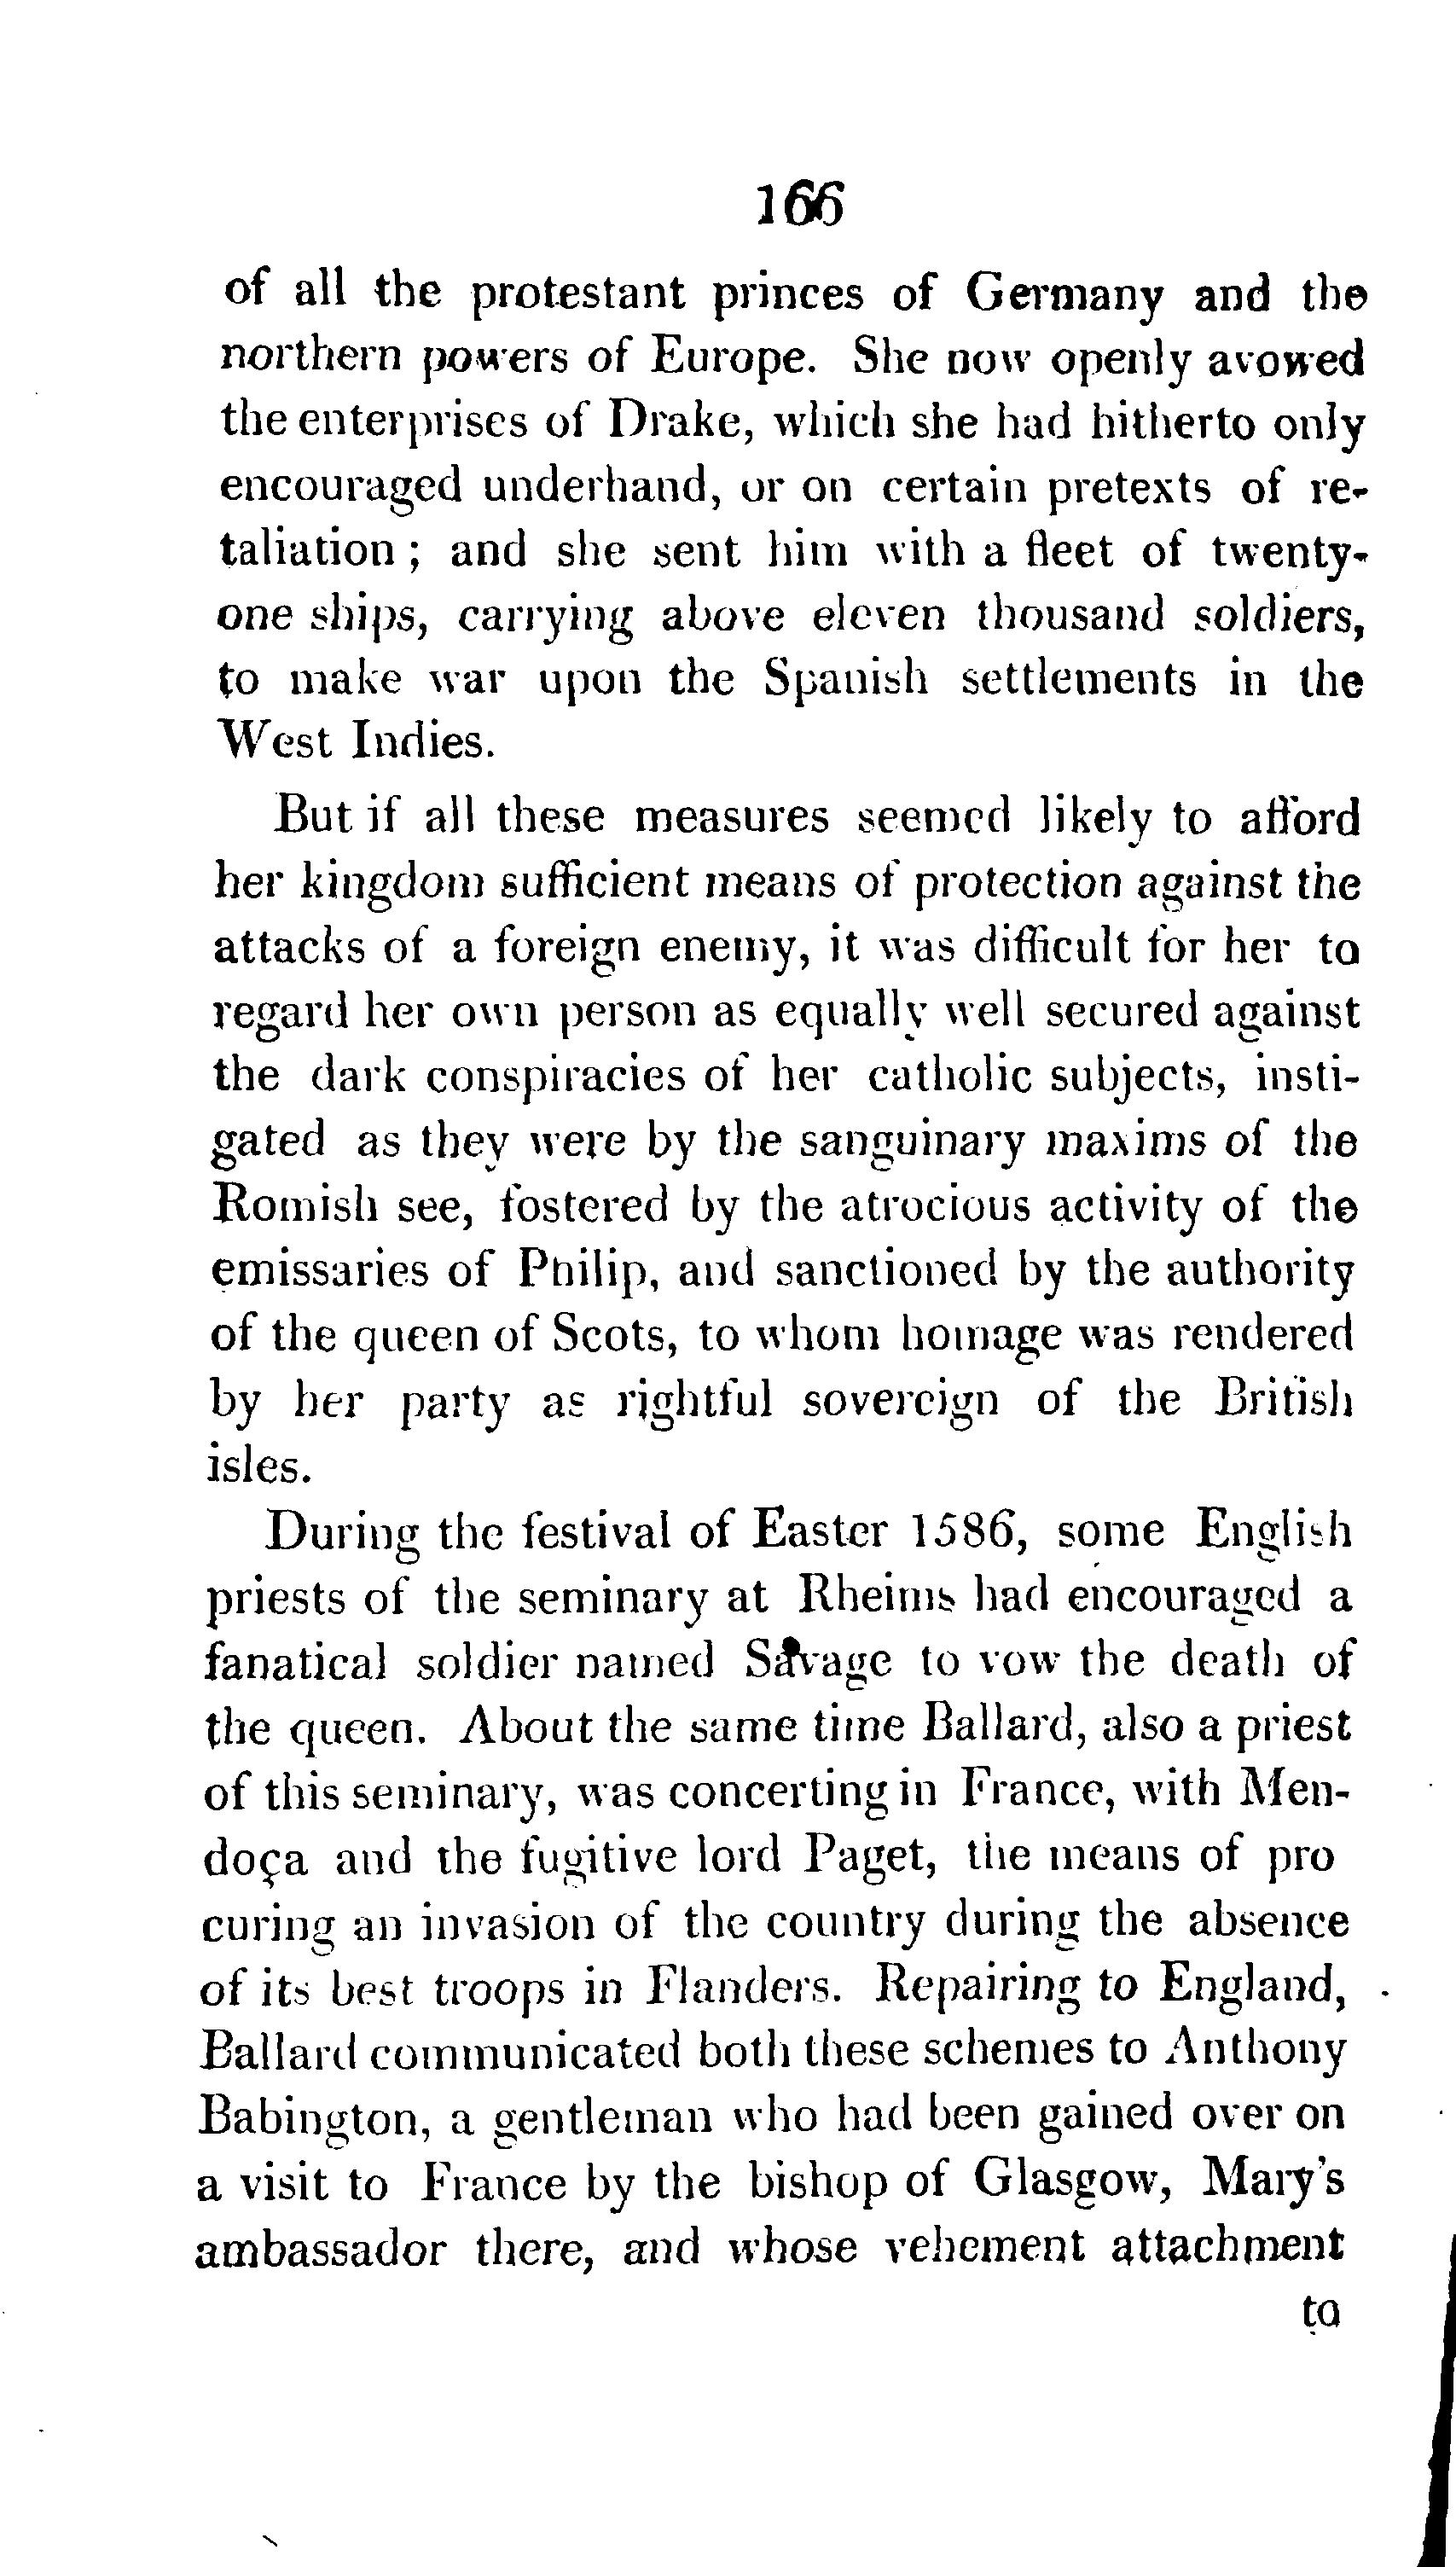 166
of all the protestant princes of Germany and the
northern powers of Europe. She now openly avowed
the enterprises of Drake, which she had hitherto only
encouraged underhand, or on certain pretexts of re-
taliation ; and she sent him with a fleet of twenty-
one ships, carrying above eleven thousand soldiers,
to make war upon the Spanish settlements in the
West Indies.
But if all these measures seemed likely to afford
her kingdom sufficient means of protection against the
attacks of a foreign enemy, it was difficult for her to
regard her own person as equally well secured against
the dark conspiracies of her catholic subjects, insti-
gated as they were by the sanguinary maxims of the
Romish see, fostered by the atrocious activity of the
emissaries of Philip, and sanctioned by the authority
of the queen of Scots, to whom homage was rendered
by her party as rightful sovereign of the British
isles.
During the festival of Easter 1586, some English
priests of the seminary at Rheims had encouraged a
fanatical soldier named Savage to vow the death of
the queen. About the same time Ballard, also a priest
of this seminary, was concerting in France, with Men-
doça and the fugitive lord Paget, the means of pro
curing an invasion of the country during the absence
of its best troops in Flanders. Repairing to England,
Ballard communicated both these schemes to Anthony
Babington, a gentleman who had been gained over on
a visit to France by the bishop of Glasgow, Mary's
ambassador there, and whose vehement attachment
to